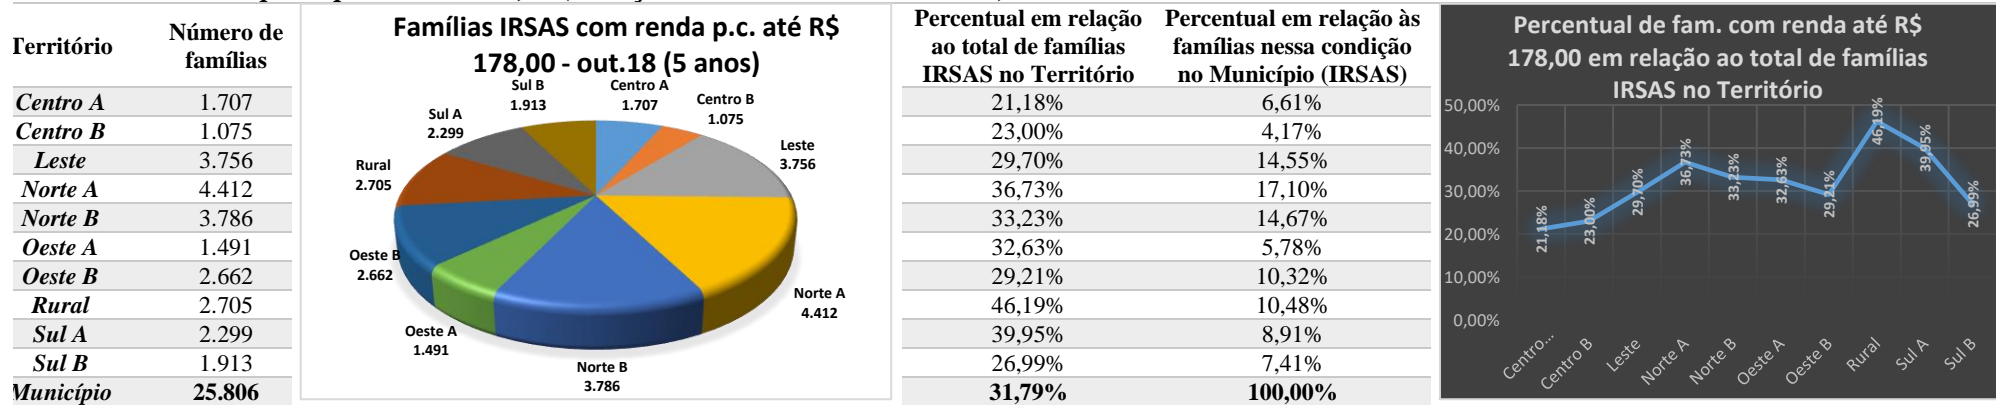 Território Número de famílias
Centro A 1.707
Centro B 1.075
Leste 3.756
Norte A 4.412
Norte B 3.786
Oeste A 1.491
Oeste B 2.662
Rural 2.705
Sul A 2.299
Sul B 1.913
Município 25.806
Famílias IRSAS com renda p.c. até R$
178,00 - out.18 (5 anos)
Sul B
1.913
Centro A
1.707
Centro B
1.075
Sul A
2.299
Leste
3.756
Rural
2.705
Oeste B
2.662
Norte A
4.412
Oeste A
1.491
Norte B
3.786
Percentual em relação Percentual em relação às
ao total de famílias famílias nessa condição
IRSAS no Território no Município (IRSAS)
21,18% 6,61%
23,00% 4,17%
29,70% 14,55%
36,73% 17,10%
33,23% 14,67%
32,63% 5,78%
29,21% 10,32%
46,19% 10,48%
39,95% 8,91%
26,99% 7,41%
31,79% 100,00%
Percentual de fam. com renda até R$
178,00 em relação ao total de famílias
IRSAS no Território
50,00%
40,00%
30,00%
20,00%
10,00%
0,00%
21,18%
23,00%
29,70%
36,73%
33,23%
32,63%
29,21%
46,19%
39,95%
26,99%
Centro...
Centro B
Leste
Norte A
Norte B
Oeste A
Oeste B
Rural
Sul A
Sul B